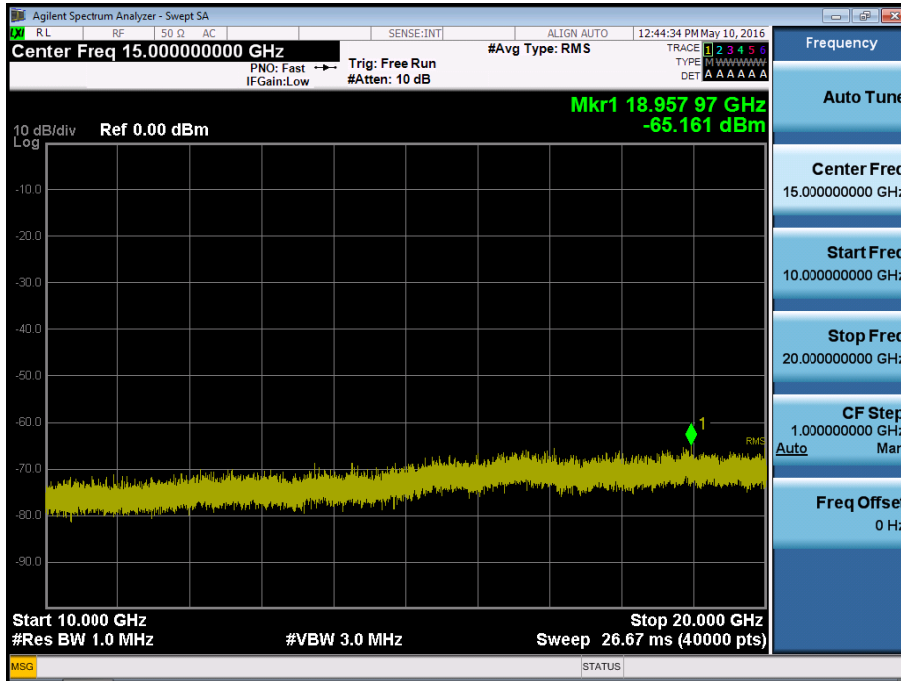 Agilent Spectrum Analyzer - Swept SA
LXI RL RF 50 Ω AC SENSE:INT ALIGN AUTO 12:44:34 PM May 10, 2016
Center Freq 15.000000000 GHz
PNO: Fast
IFGain:Low
Trig: Free Run
#Atten: 10 dB
#Avg Type: RMS
TRACE 1 2 3 4 5 6
TYPE M WWWWW
DET A A A A A A
Mkr1 18.957 97 GHz
-65.161 dBm
10 dB/div Ref 0.00 dBm
Log
-10.0
-20.0
-30.0
-40.0
-50.0
-60.0
-70.0
-80.0
-90.0
1
RMS
Start 10.000 GHz
Stop 20.000 GHz
#Res BW 1.0 MHz
#VBW 3.0 MHz
Sweep 26.67 ms (40000 pts)
MSG
STATUS
Frequency
Auto Tune
Center Freq
15.000000000 GHz
Start Freq
10.000000000 GHz
Stop Freq
20.000000000 GHz
CF Step
1.000000000 GHz
Auto Man
Freq Offset
0 Hz